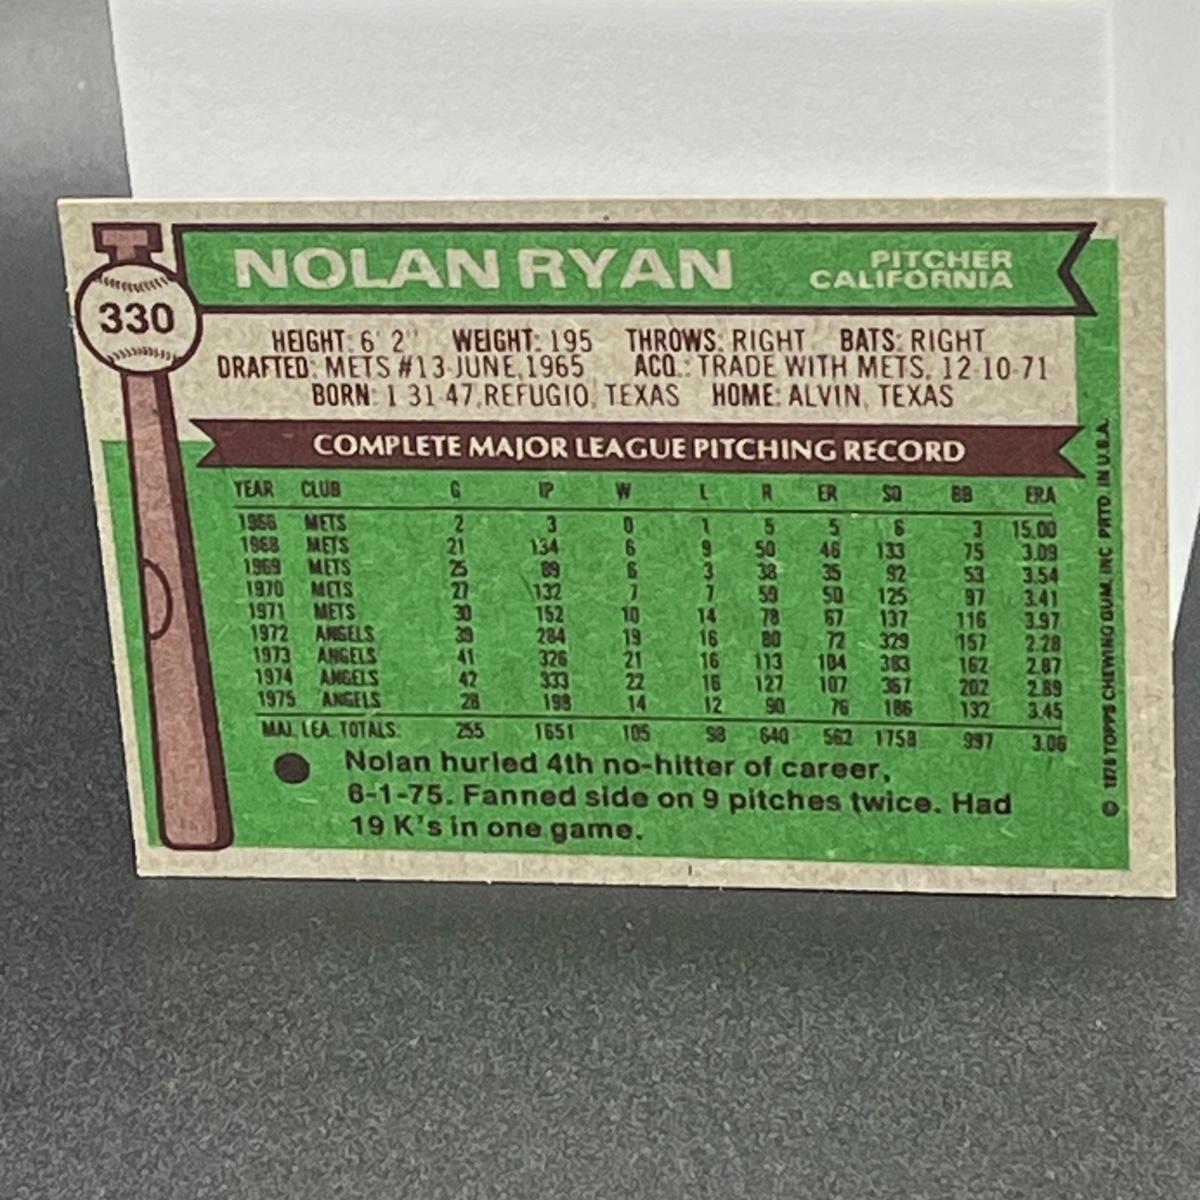 NOLAN RYAN
PITCHER
CALIFORNIA
330
HEIGHT: 6' 2" WEIGHT: 195 THROWS: RIGHT BATS: RIGHT
DRAFTED: METS #13-JUNE, 1965 ACQ.: TRADE WITH METS, 12-10-71
BORN: 1-31-47, REFUGIO, TEXAS HOME: ALVIN, TEXAS
COMPLETE MAJOR LEAGUE PITCHING RECORD
YEAR CLUB G IP W L R ER SO BB ERA
1966 METS 2 3 0 1 5 5 6 3 15.00
1968 METS 21 134 6 9 50 46 133 75 3.09
1969 METS 25 89 6 3 38 35 92 53 3.54
1970 METS 27 132 7 7 59 50 125 97 3.41
1971 METS 30 152 10 14 78 67 137 116 3.97
1972 ANGELS 39 284 19 16 80 72 329 157 2.28
1973 ANGELS 41 326 21 16 113 104 383 162 2.87
1974 ANGELS 42 333 22 16 127 107 367 202 2.89
1975 ANGELS 28 198 14 12 90 76 186 132 3.45
MAJ. LEA. TOTALS: 255 1651 105 93 640 562 1758 997 3.06
Nolan hurled 4th no-hitter of career,
6-1-75. Fanned side on 9 pitches twice. Had
19 K's in one game.
© 1976 TOPPS CHEWING GUM, INC. PRTD. IN U.S.A.